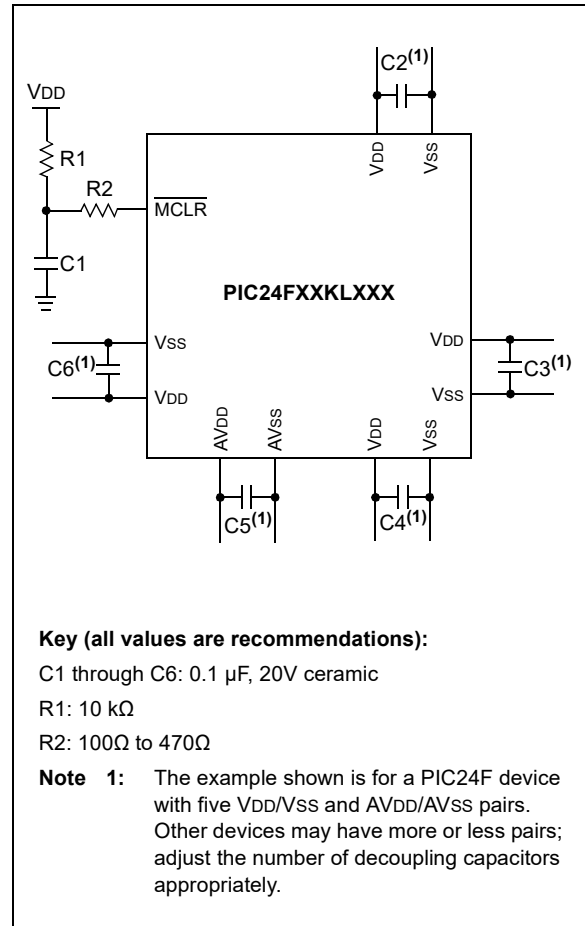 C2(1)
VDD
R1
R2
VDD
VSS
MCLR
C1
PIC24FXXKLXXX
VSS
VDD
C6(1)
C3(1)
VDD
VSS
AVDD
AVSS
VDD
VSS
C5(1)
C4(1)
Key (all values are recommendations):
C1 through C6: 0.1 µF, 20V ceramic
R1: 10 kΩ
R2: 100Ω to 470Ω
Note 1: The example shown is for a PIC24F device
with five VDD/VSS and AVDD/AVSS pairs.
Other devices may have more or less pairs;
adjust the number of decoupling capacitors
appropriately.